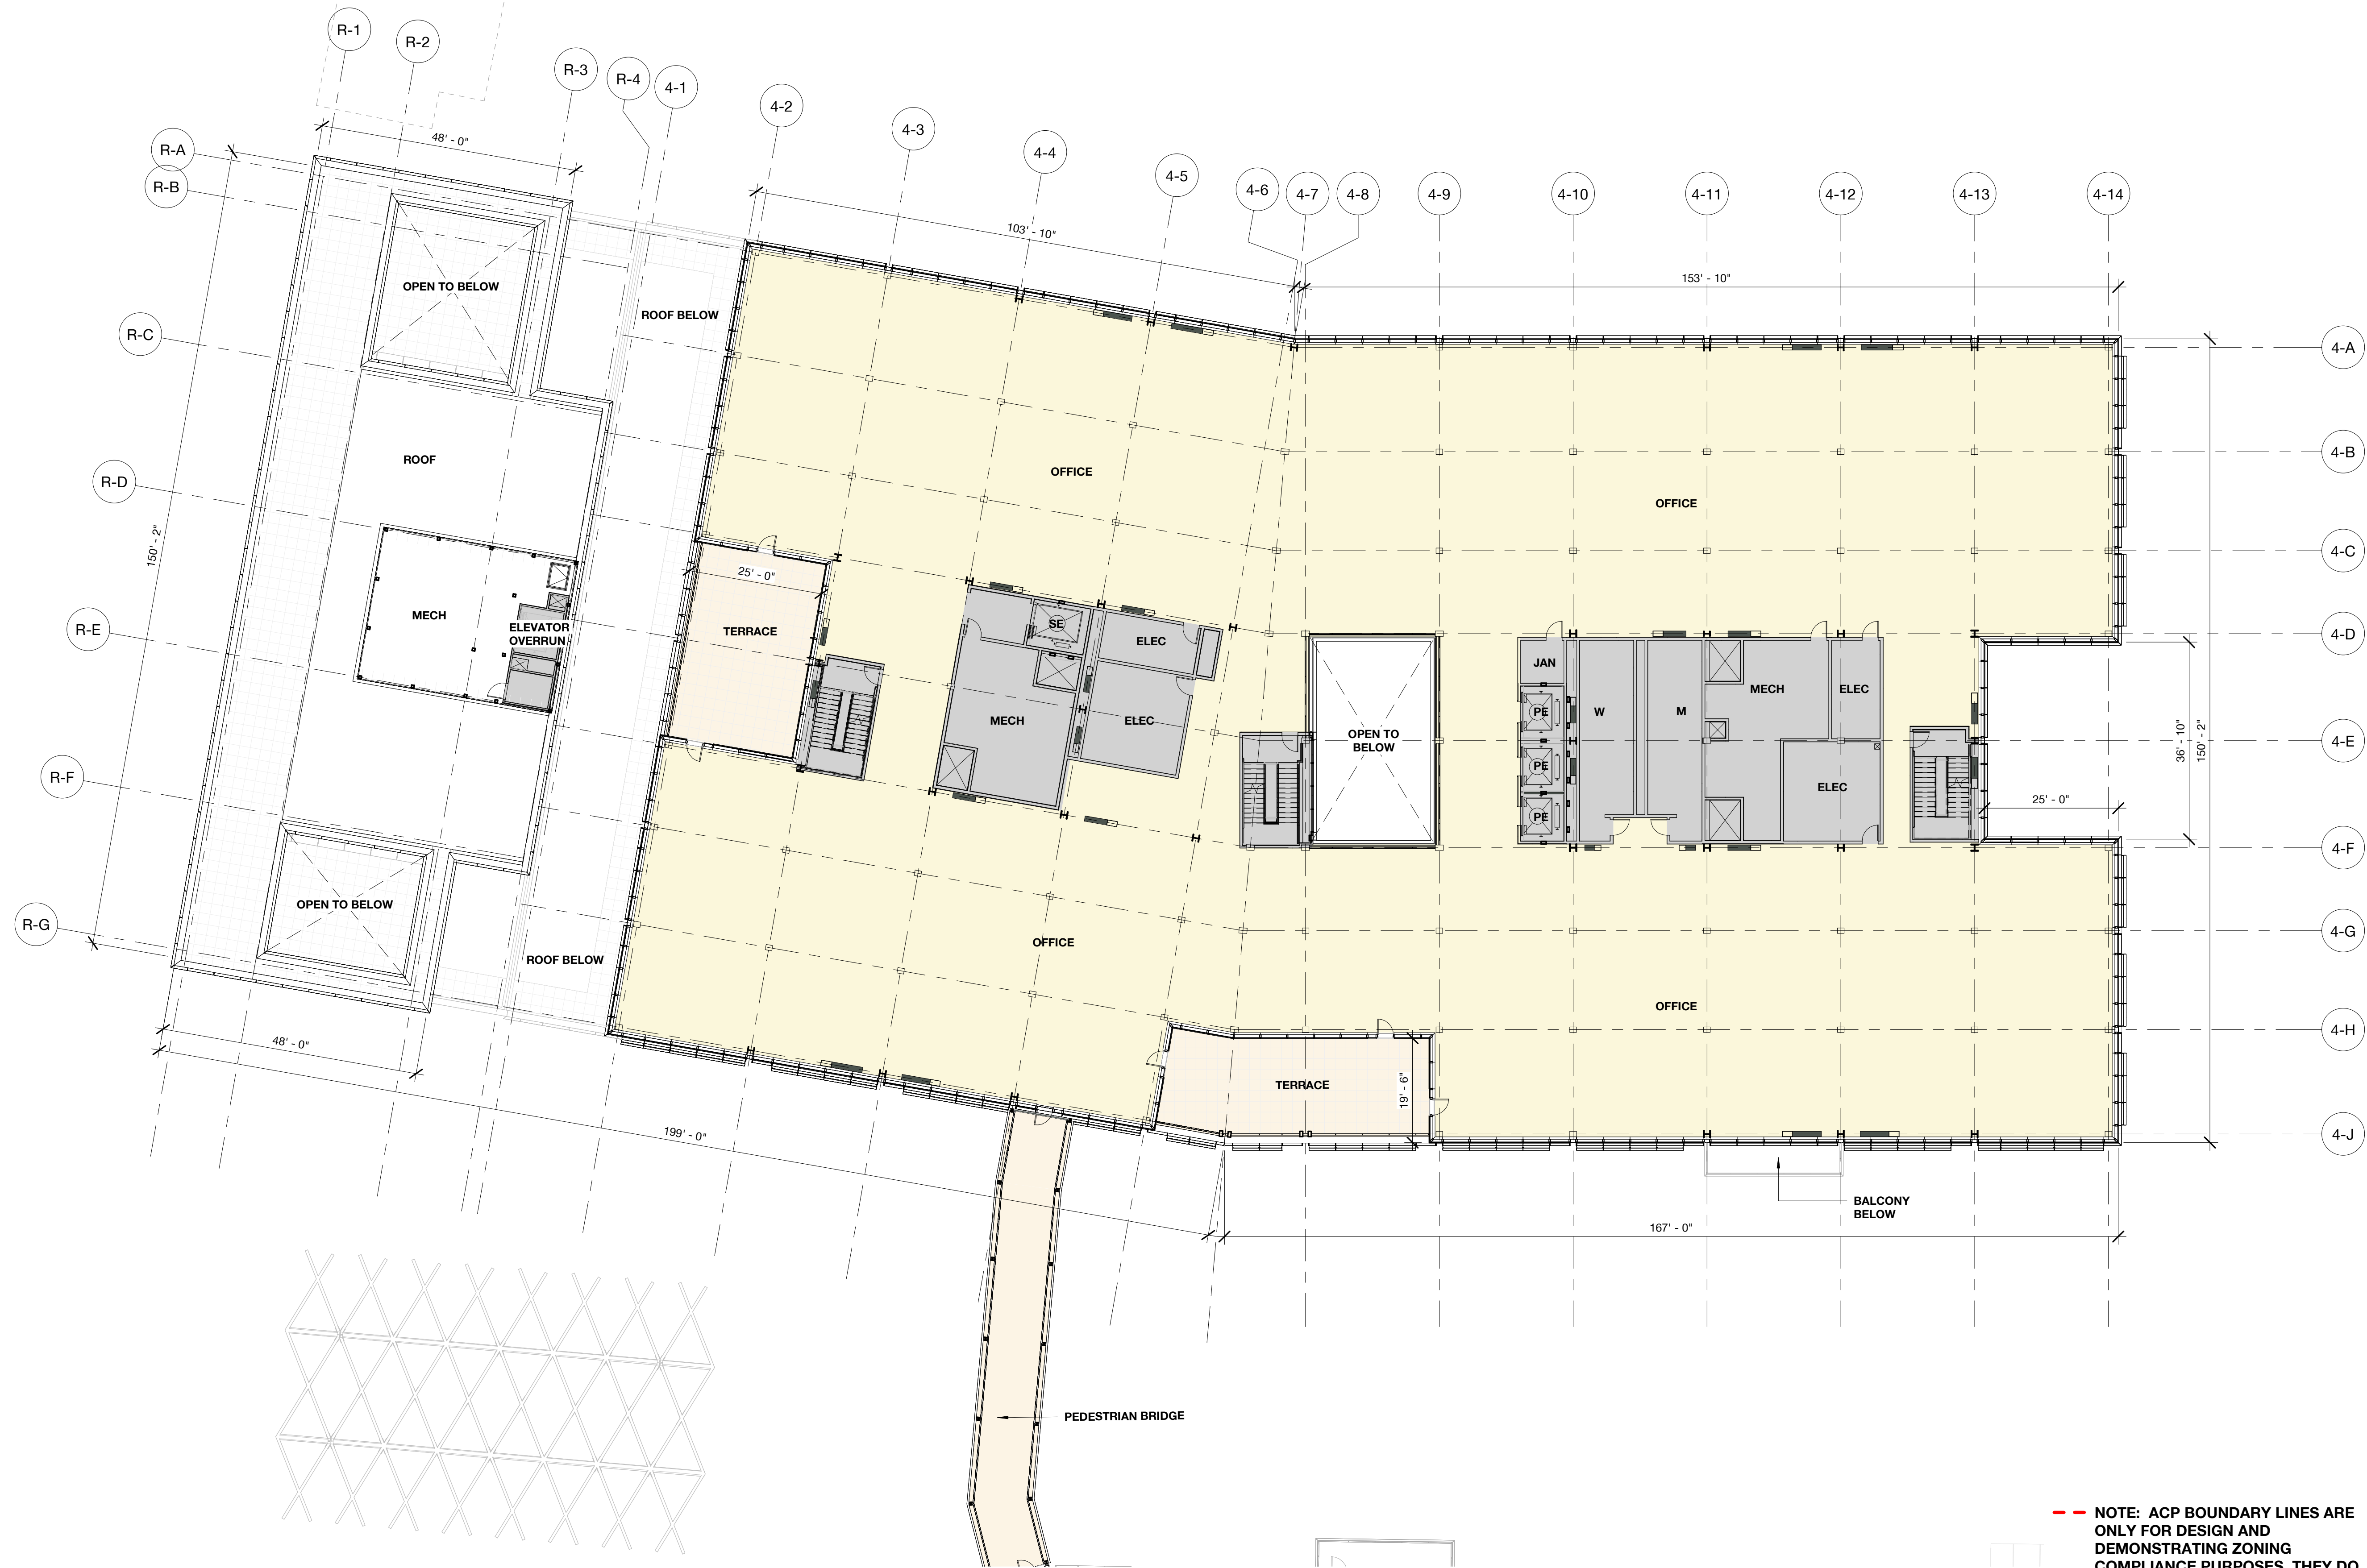 R-1
R-2
R-3
R-4
4-1
4-2
4-3
4-4
4-5
4-6
4-7
4-8
4-9
4-10
4-11
4-12
4-13
4-14
R-A
R-B
R-C
R-D
R-E
R-F
R-G
4-A
4-B
4-C
4-D
4-E
4-F
4-G
4-H
4-J
48' - 0"
103' - 10"
153' - 10"
OPEN TO BELOW
ROOF BELOW
ROOF
OFFICE
OFFICE
150' - 2"
25' - 0"
TERRACE
MECH
ELEVATOR
OVERRUN
SE
ELEC
MECH
ELEC
OPEN TO
BELOW
JAN
PE
PE
PE
W
M
MECH
ELEC
ELEC
36' - 10"
150' - 2"
25' - 0"
OPEN TO BELOW
ROOF BELOW
OFFICE
OFFICE
TERRACE
19' - 6"
48' - 0"
199' - 0"
167' - 0"
BALCONY
BELOW
PEDESTRIAN BRIDGE
NOTE: ACP BOUNDARY LINES ARE
ONLY FOR DESIGN AND
DEMONSTRATING ZONING
COMPLIANCE PURPOSES. THEY DO